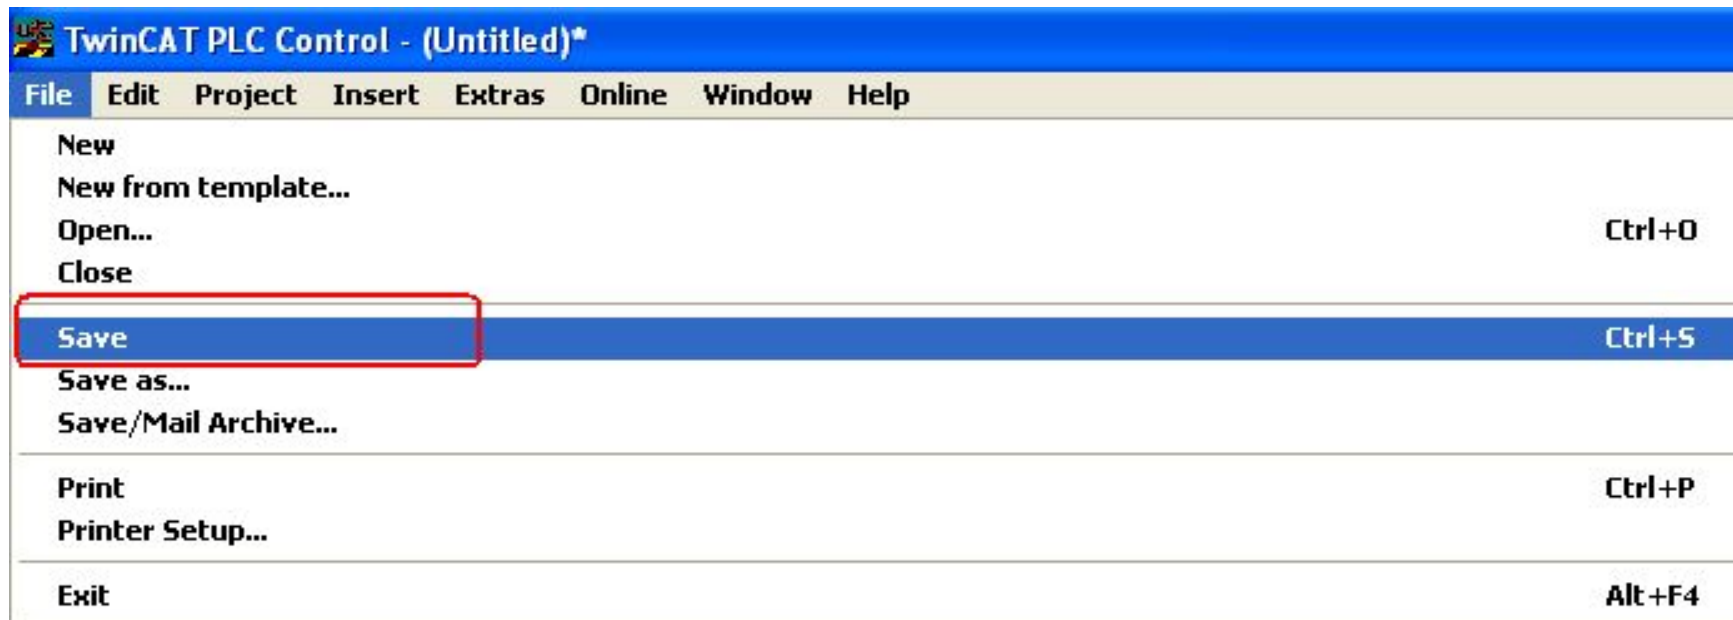 TwinCAT PLC Control - (Untitled)*
File Edit Project Insert Extras Online Window Help
New
New from template...
Open... Ctrl+O
Close
Save Ctrl+S
Save as...
Save/Mail Archive...
Print Ctrl+P
Printer Setup...
Exit Alt+F4